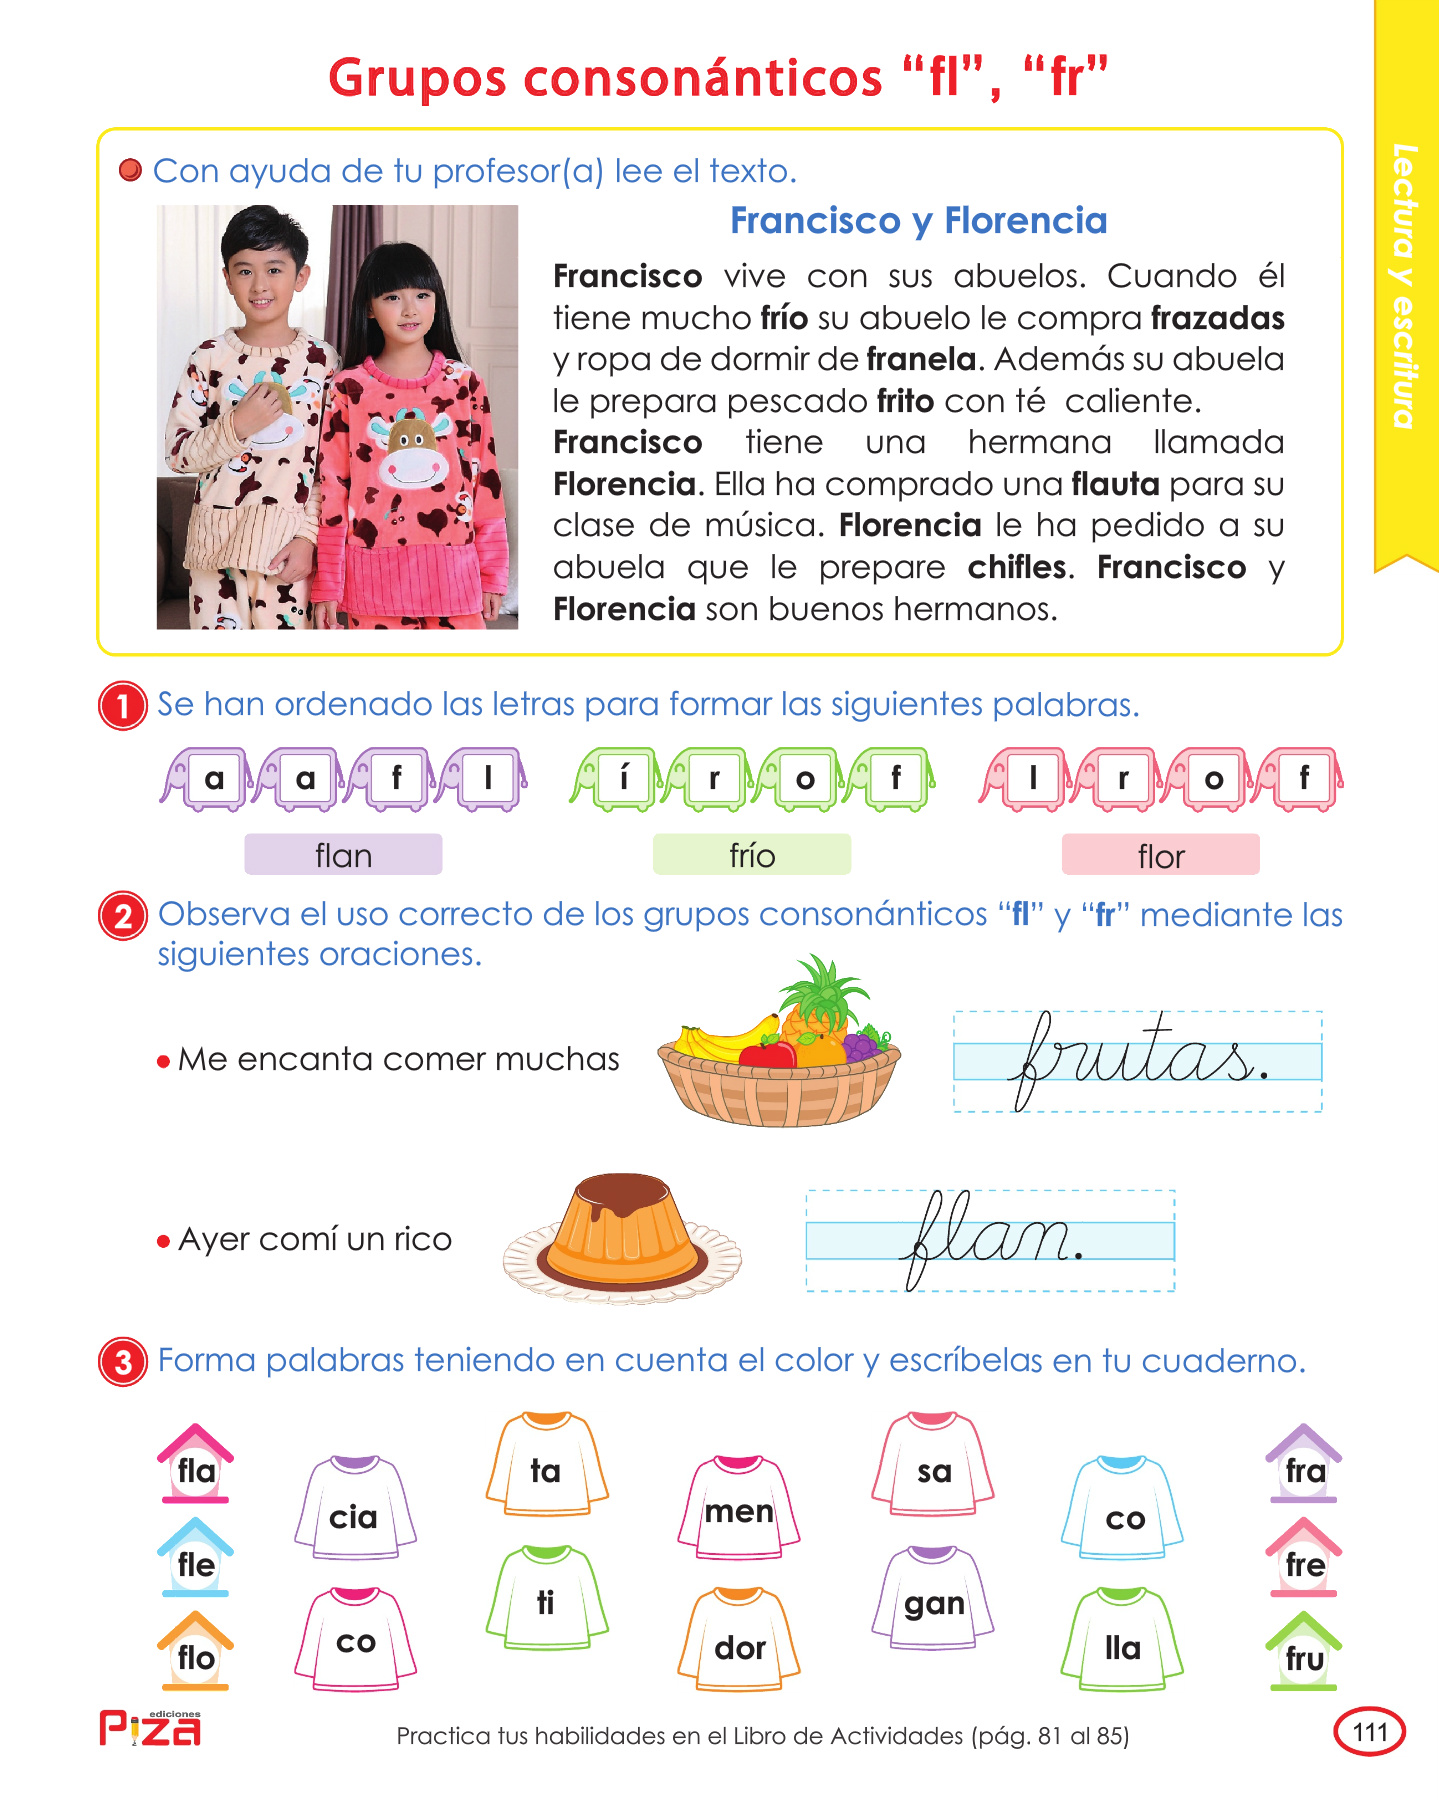 Grupos consonánticos “fl”, “fr”
Lectura y escritura
Con ayuda de tu profesor(a) lee el texto.
Francisco y Florencia
Francisco vive con sus abuelos. Cuando él
tiene mucho frío su abuelo le compra frazadas
y ropa de dormir de franela. Además su abuela
le prepara pescado frito con té caliente.
Francisco tiene una hermana llamada
Florencia. Ella ha comprado una flauta para su
clase de música. Florencia le ha pedido a su
abuela que le prepare chifles. Francisco y
Florencia son buenos hermanos.
1 Se han ordenado las letras para formar las siguientes palabras.
a a f l í r o f l r o f
flan frío flor
2 Observa el uso correcto de los grupos consonánticos “fl” y “fr” mediante las
siguientes oraciones.
Me encanta comer muchas frutas.
Ayer comí un rico flan.
3 Forma palabras teniendo en cuenta el color y escríbelas en tu cuaderno.
fla ta sa fra
cia men co
fle ti gan fre
co dor lla
flo fru
ediciones
Piza
Practica tus habilidades en el Libro de Actividades (pág. 81 al 85)
111